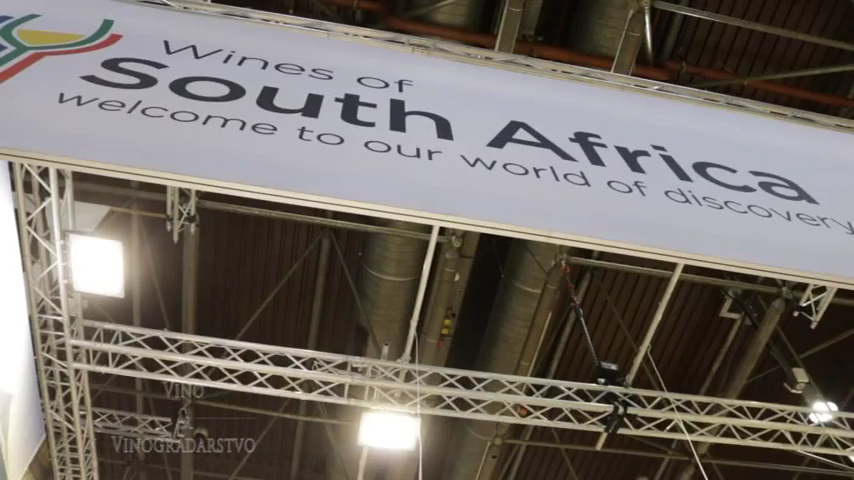 Wines of
South Africa
welcome to our world of discovery
VINO
&
VINOGRADARSTVO